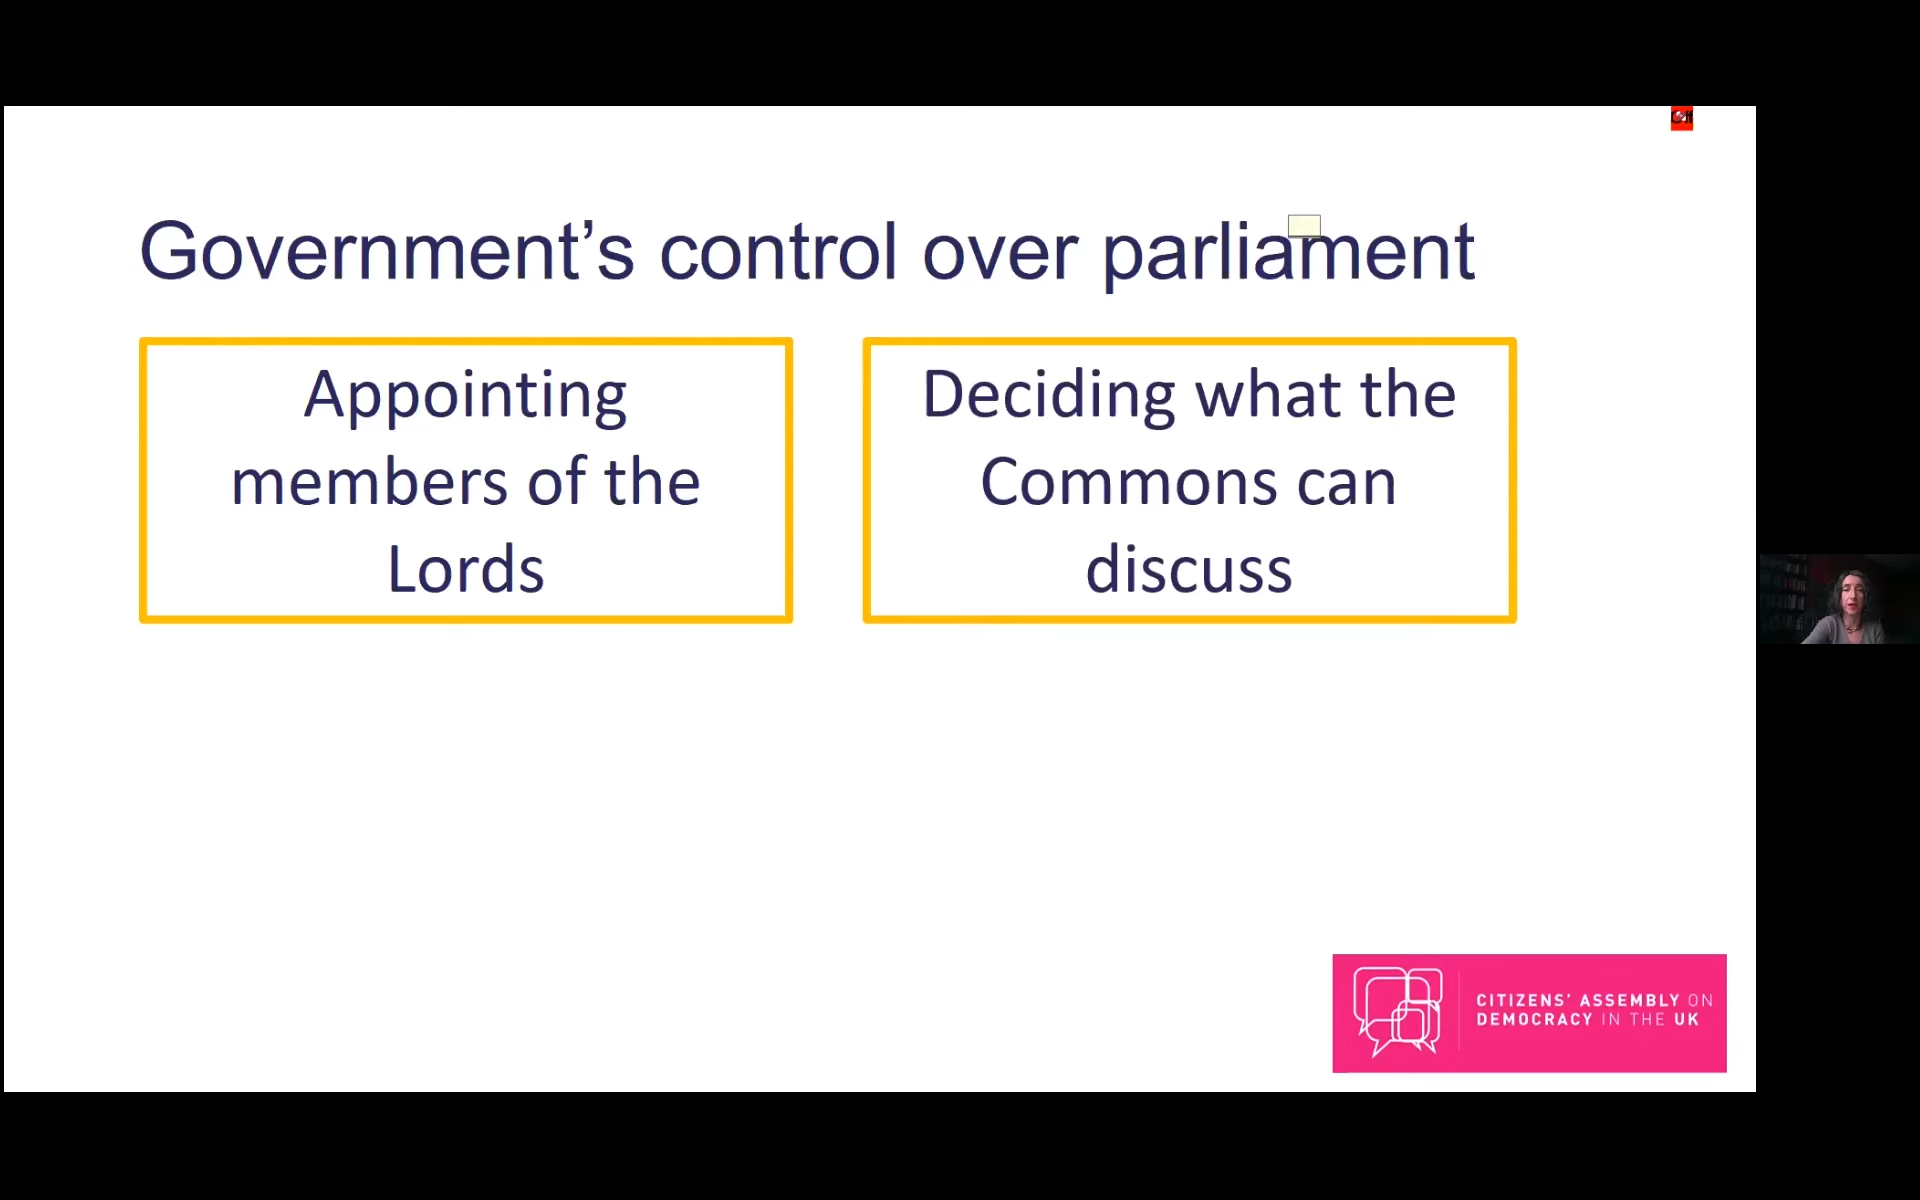 Government’s control over parliament
Appointing
members of the
Lords
Deciding what the
Commons can
discuss
CITIZENS’ ASSEMBLY ON
DEMOCRACY IN THE UK